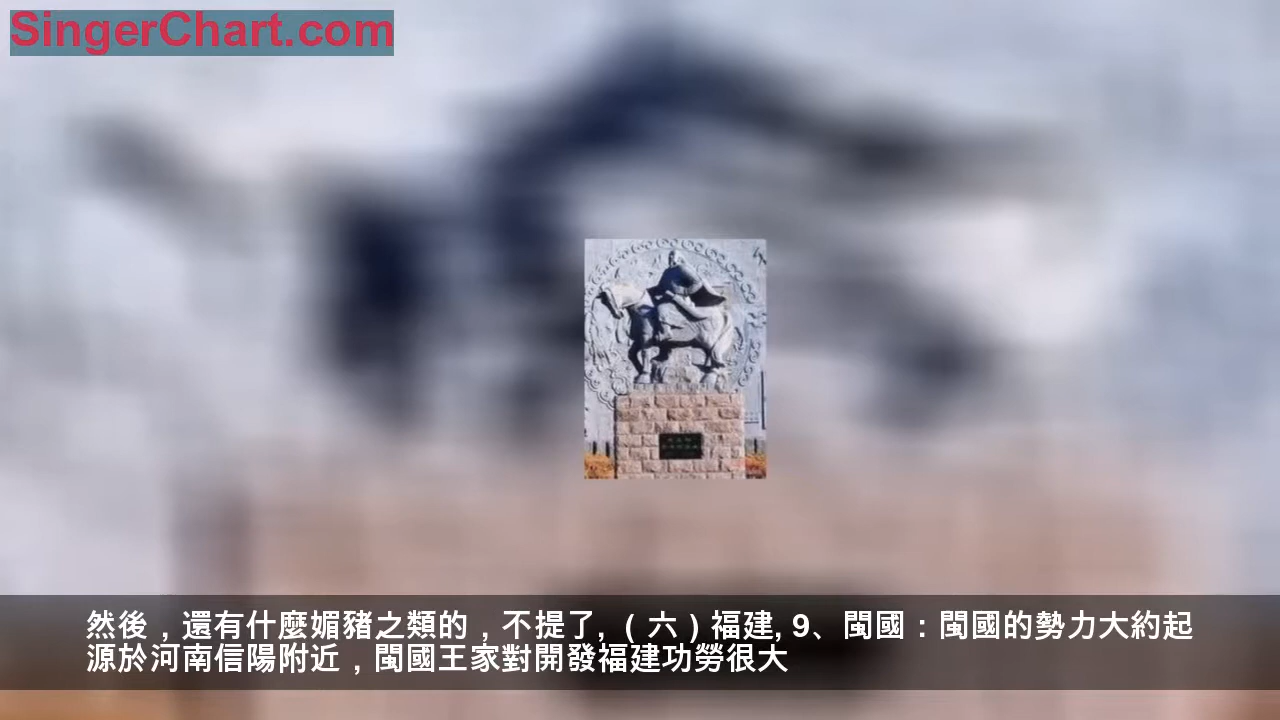 SingerChart.com
然後，還有什麼媚豬之類的，不提了, （六）福建, 9、閩國：閩國的勢力大約起
源於河南信陽附近，閩國王家對開發福建功勞很大